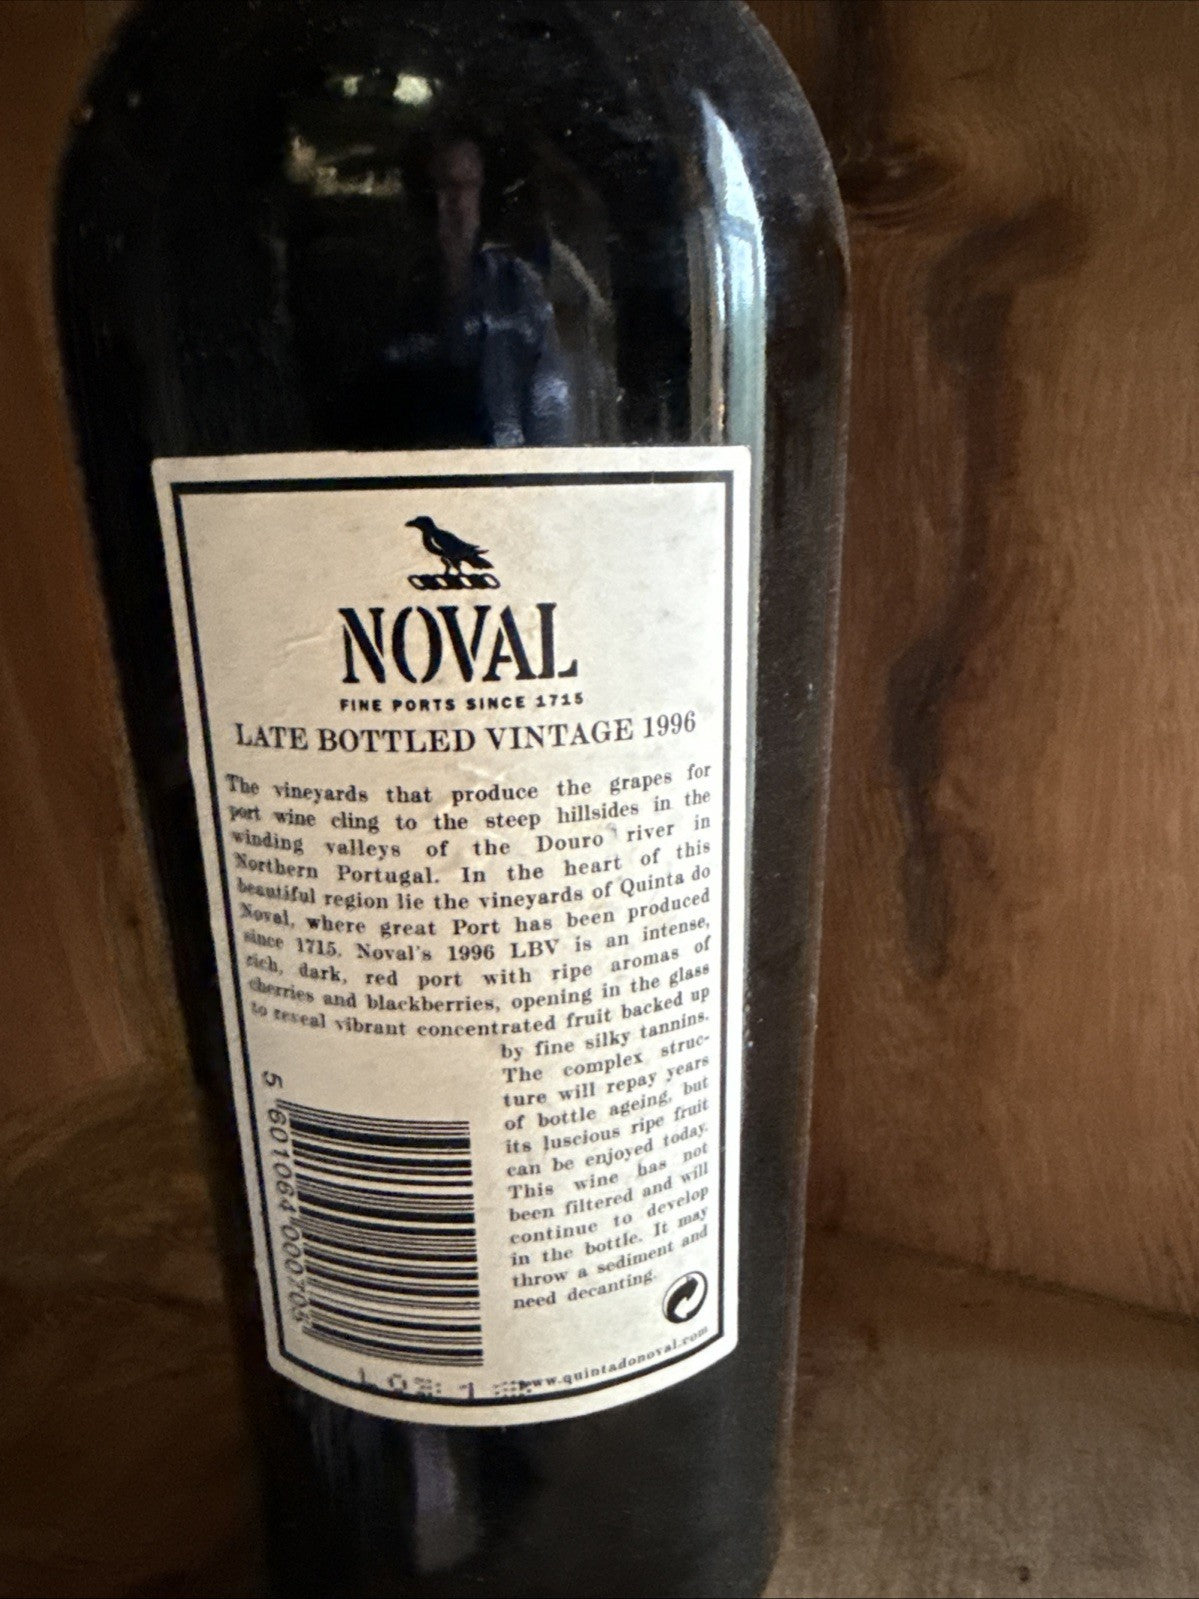 NOVAL
FINE PORTS SINCE 1715
LATE BOTTLED VINTAGE 1996
The vineyards that produce the grapes for
port wine cling to the steep hillsides in the
winding valleys of the Douro river in
Northern Portugal. In the heart of this
beautiful region lie the vineyards of Quinta do
Noval, where great Port has been produced
since 1715. Noval's 1996 LBV is an intense,
rich, dark, red port with ripe aromas of
cherries and blackberries, opening in the glass
to reveal vibrant concentrated fruit backed up
by fine silky tannins.
The complex struc-
ture will repay years
of bottle ageing, but
its luscious ripe fruit
can be enjoyed today.
This wine has not
been filtered and will
continue to develop
in the bottle. It may
throw a sediment and
need decanting.
5 601064 000703
www.quintadonoval.com